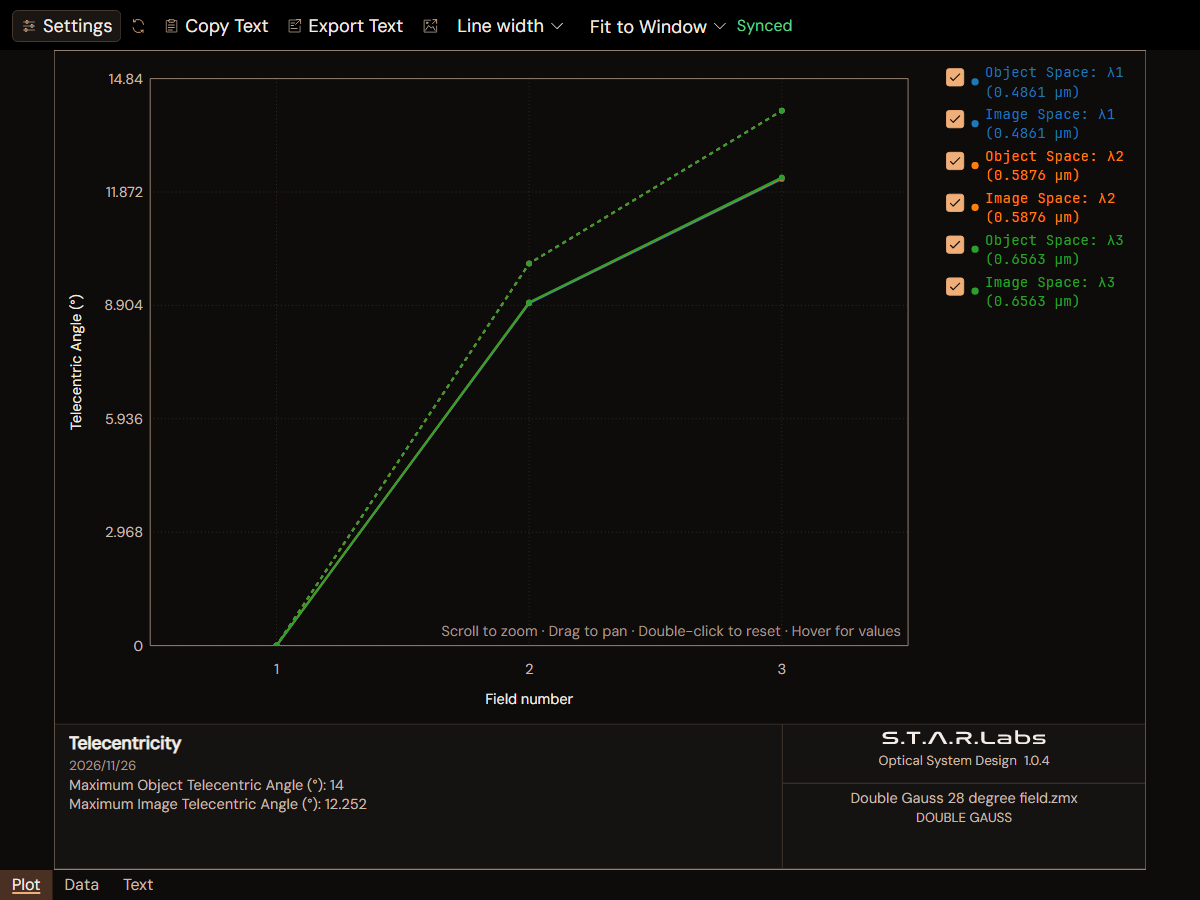 Settings Copy Text Export Text Line width Fit to Window Synced
14.84
11.872
8.904
5.936
2.968
0
Telecentric Angle (°)
1 2 3
Field number
Scroll to zoom · Drag to pan · Double-click to reset · Hover for values
Object Space: λ1
(0.4861 μm)
Image Space: λ1
(0.4861 μm)
Object Space: λ2
(0.5876 μm)
Image Space: λ2
(0.5876 μm)
Object Space: λ3
(0.6563 μm)
Image Space: λ3
(0.6563 μm)
Telecentricity
2026/11/26
Maximum Object Telecentric Angle (°): 14
Maximum Image Telecentric Angle (°): 12.252
S.T.A.R.Labs
Optical System Design 1.0.4
Double Gauss 28 degree field.zmx
DOUBLE GAUSS
Plot Data Text